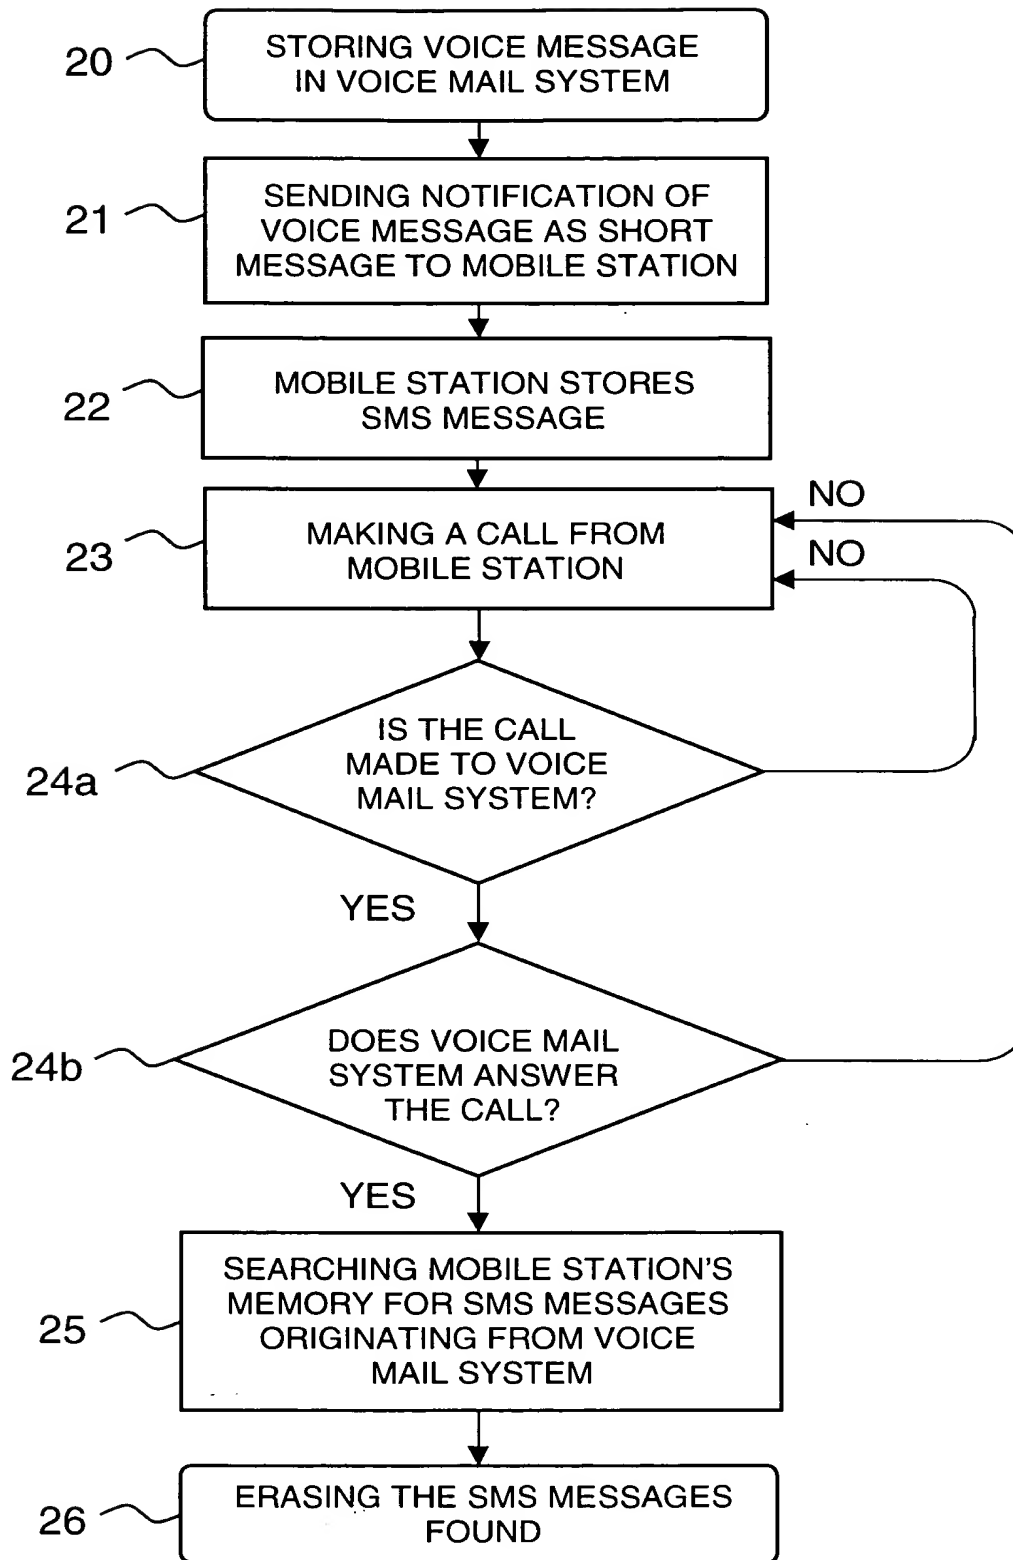 20
STORING VOICE MESSAGE
IN VOICE MAIL SYSTEM
21
SENDING NOTIFICATION OF
VOICE MESSAGE AS SHORT
MESSAGE TO MOBILE STATION
22
MOBILE STATION STORES
SMS MESSAGE
23
MAKING A CALL FROM
MOBILE STATION
NO
NO
24a
IS THE CALL
MADE TO VOICE
MAIL SYSTEM?
YES
24b
DOES VOICE MAIL
SYSTEM ANSWER
THE CALL?
YES
25
SEARCHING MOBILE STATION'S
MEMORY FOR SMS MESSAGES
ORIGINATING FROM VOICE
MAIL SYSTEM
26
ERASING THE SMS MESSAGES
FOUND